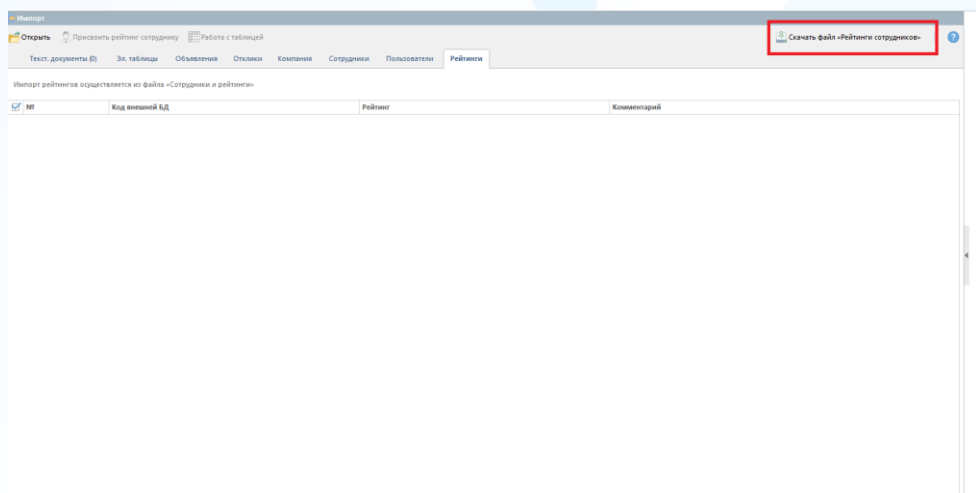 Импорт
Открыть Присвоить рейтинг сотруднику Работа с таблицей Скачать файл «Рейтинги сотрудников» ?
Текст. документы (0) Эл. таблицы Объявления Отклики Компания Сотрудники Пользователи Рейтинги
Импорт рейтингов осуществляется из файла «Сотрудники и рейтинги»
№ Код внешней БД Рейтинг Комментарий